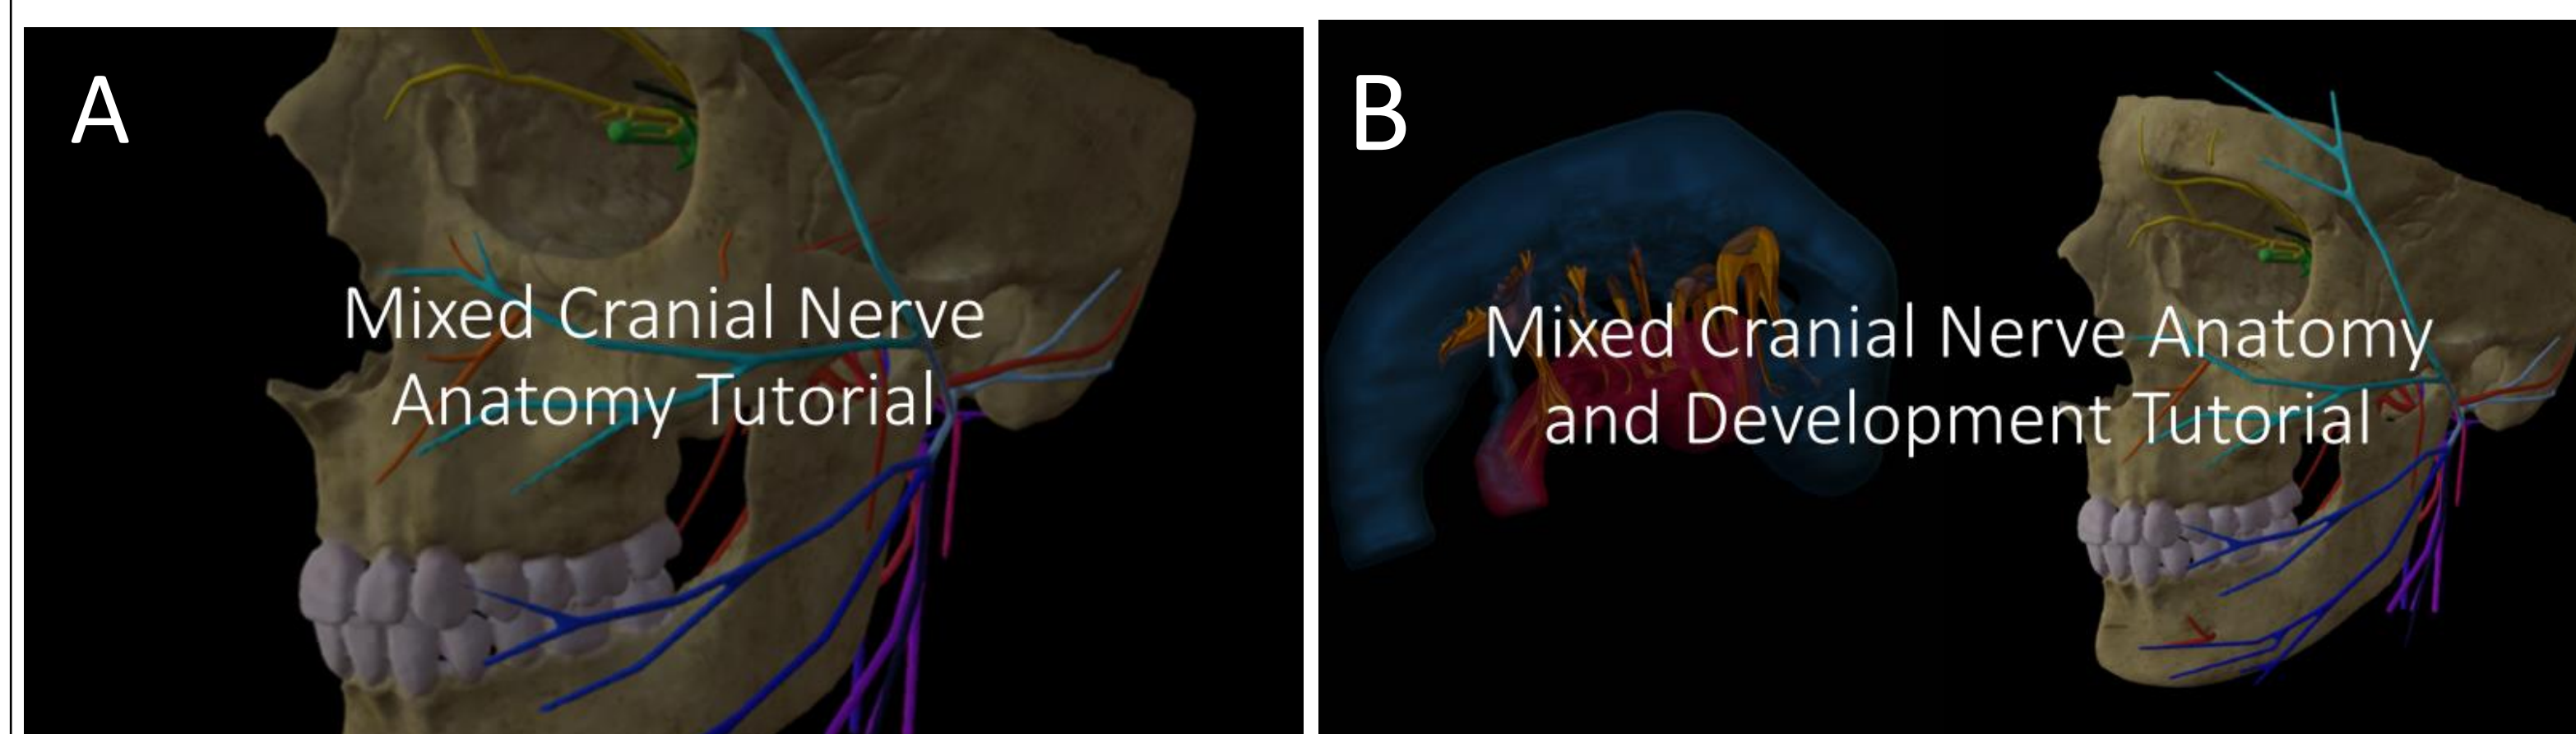 A
Mixed Cranial Nerve
Anatomy Tutorial
B
Mixed Cranial Nerve Anatomy
and Development Tutorial